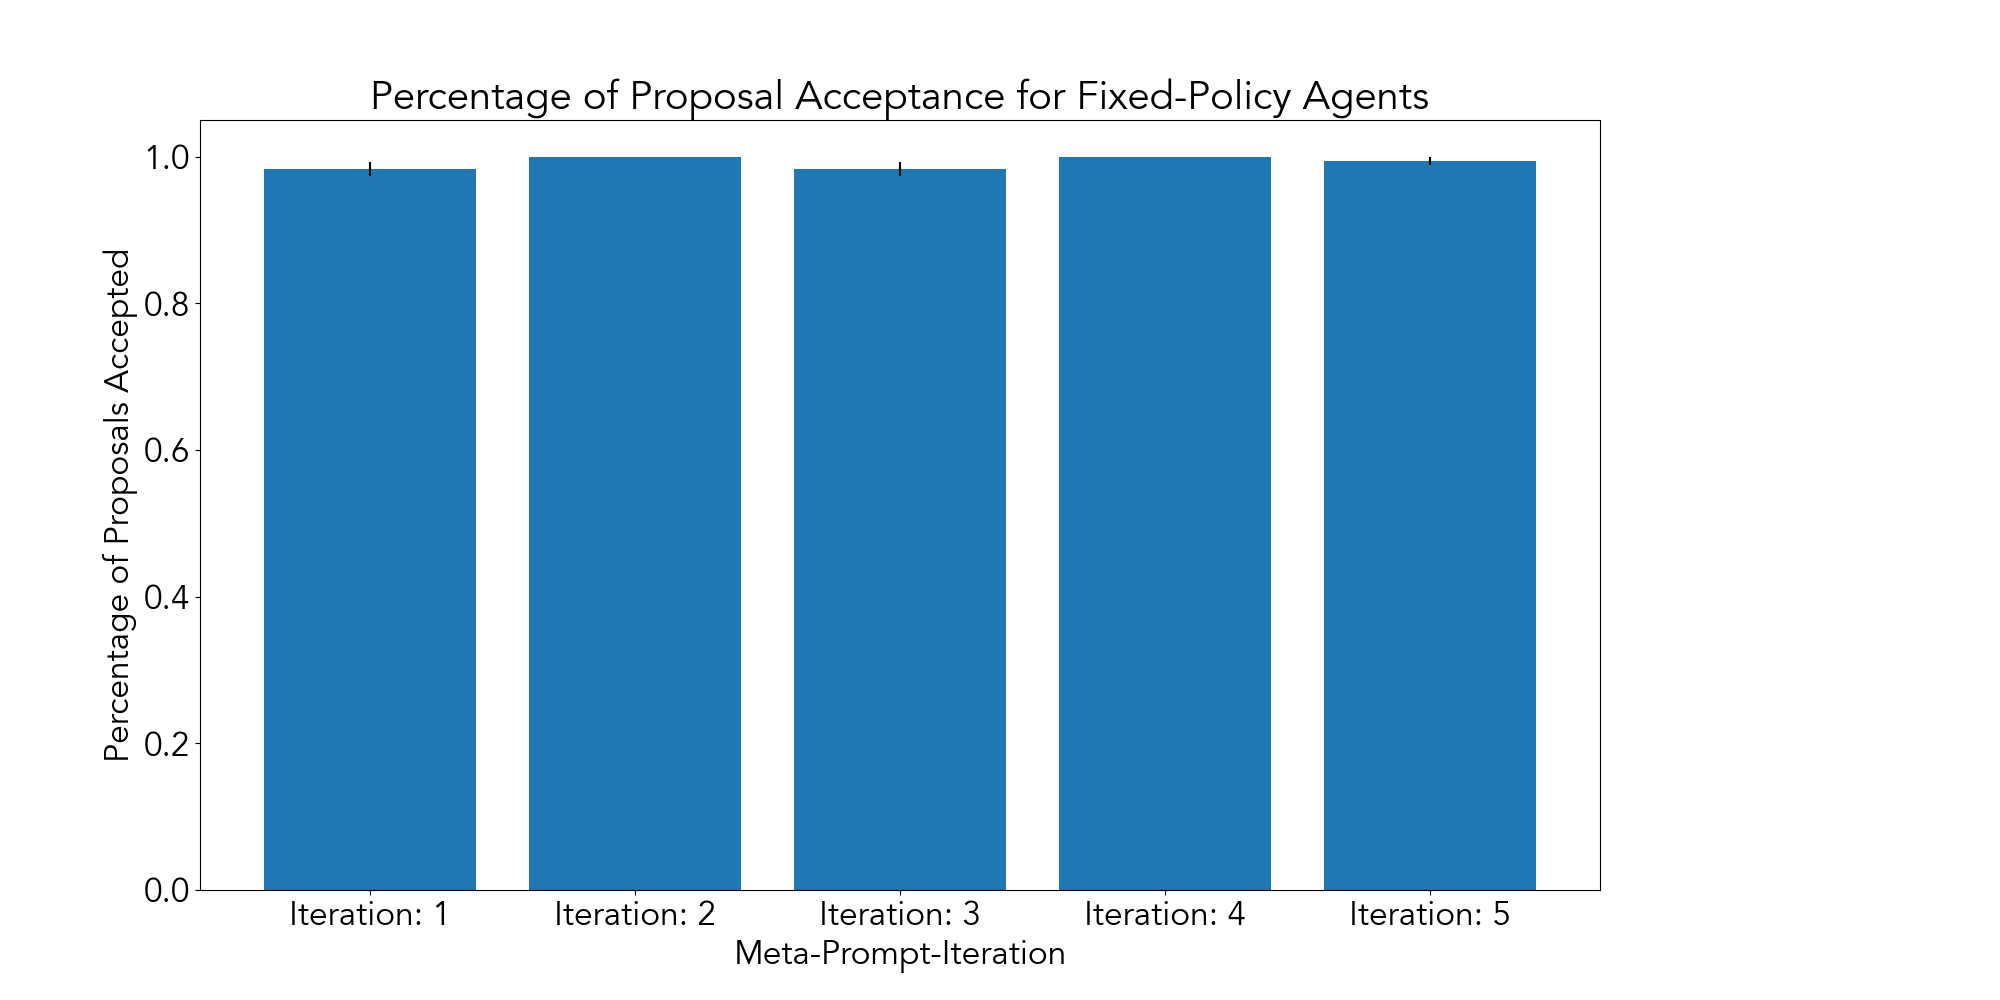 Percentage of Proposal Acceptance for Fixed-Policy Agents
Percentage of Proposals Accepted
1.0
0.8
0.6
0.4
0.2
0.0
Iteration: 1
Iteration: 2
Iteration: 3
Iteration: 4
Iteration: 5
Meta-Prompt-Iteration